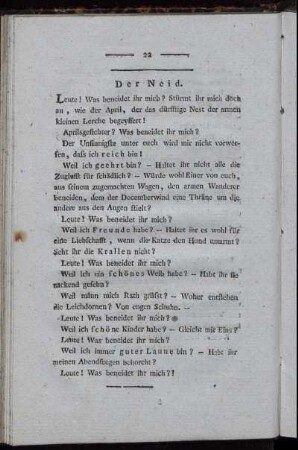 22
Der Neid.
Leute! Was beneidet ihr mich? Stürmt ihr mich doch
an, wie der April, der das dürftige Nest der armen
kleinen Lerche begeyfert!
Aprilsgesichter? Was beneidet ihr mich?
Der Unsinnigste unter euch wird mir nicht vorwer-
fen, daß ich reich bin!
Weil ich geehrt bin? – Haltet ihr nicht alle die
Zugluft für schädlich? – Würde wohl Einer von euch,
aus seinem zugemachten Wagen, den armen Wanderer
beneiden, dem der Decemberwind eine Thräne um die
andere aus den Augen stielt?
Leute! Was beneidet ihr mich?
Weil ich Freunde habe? – Haltet ihr es wohl für
eine Liebschafft, wenn die Katze den Hund umarmt?
Seht ihr die Krallen nicht?
Leute! Was beneidet ihr mich?
Weil ich ein schönes Weib habe? – Habt ihr sie
nackend gesehn?
Weil man mich Rath grüßt? – Woher entstehen
die Leichdornen? Von engen Schuhn. –
Leute! Was beneidet ihr mich?
Weil ich schöne Kinder habe? – Gleicht mir Eins?
Leute! Was beneidet ihr mich?
Weil ich immer guter Laune bin? – Habt ihr
meinen Abendseufzern gehorcht?
Leute! Was beneidet ihr mich??